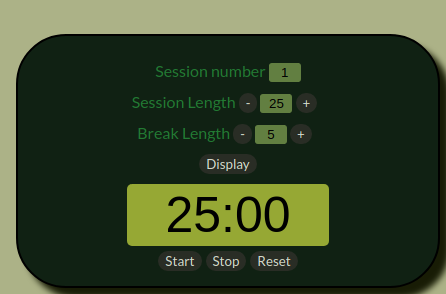 Session number 1
Session Length - 25 +
Break Length - 5 +
Display
25:00
Start Stop Reset